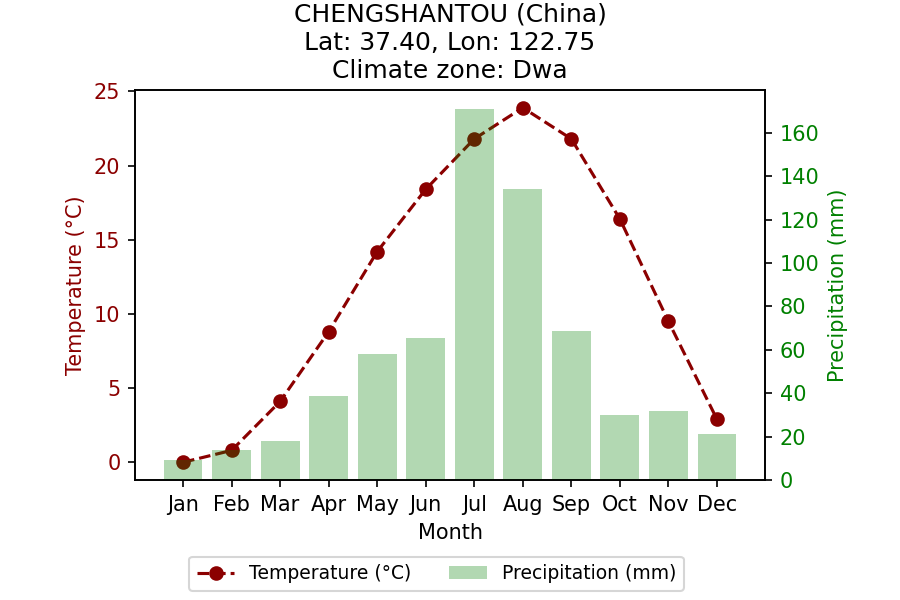 CHENGSHANTOU (China)
Lat: 37.40, Lon: 122.75
Climate zone: Dwa
25
20
15
10
5
0
Temperature (°C)
160
140
120
100
80
60
40
20
0
Precipitation (mm)
Jan Feb Mar Apr May Jun Jul Aug Sep Oct Nov Dec
Month
Temperature (°C) Precipitation (mm)